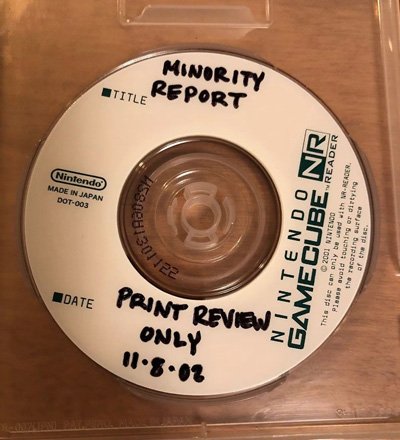 MINORITY
REPORT
■TITLE
Nintendo
MADE IN JAPAN
DOT-003
NINTENDO
GAMECUBE™ NR READER
© 2001 NINTENDO
This disc can only be used with NR-READER.
Please avoid touching or dirtying
the recording surface
of the disc.
■DATE
PRINT REVIEW
ONLY
11.8.02